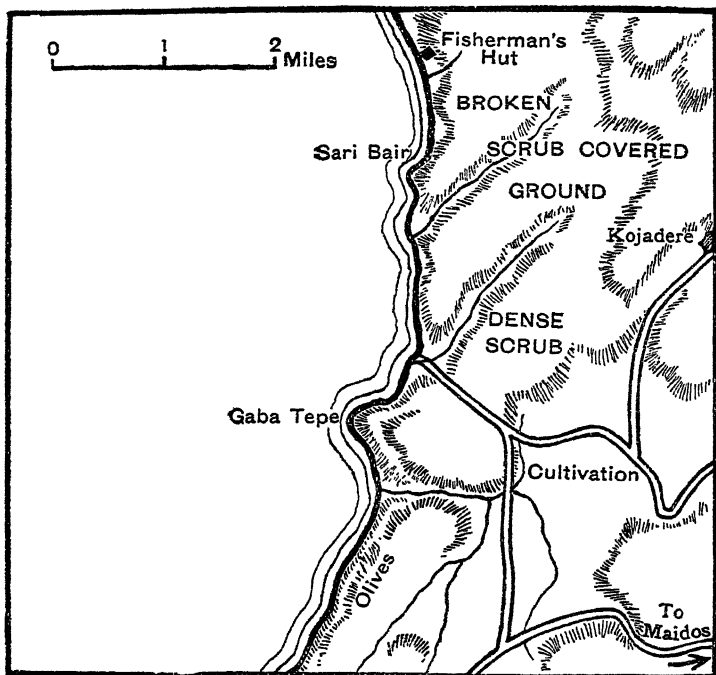 0 1 2 Miles
Fisherman's
Hut
BROKEN
Sari Bair
SCRUB COVERED
GROUND
Kojadere
DENSE
SCRUB
Gaba Tepe
Cultivation
Olives
To
Maidos